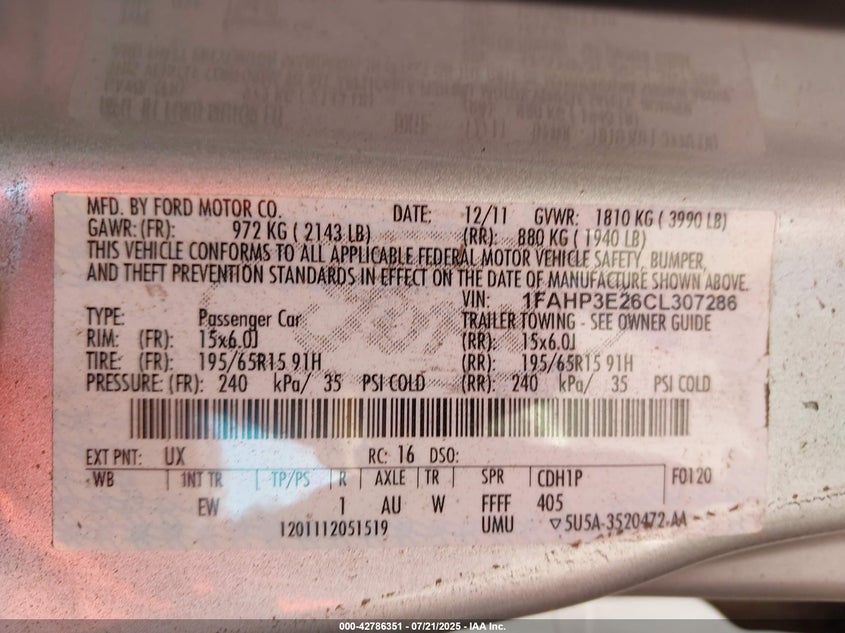 MFD. BY FORD MOTOR CO. DATE: 12/11 GVWR: 1810 KG ( 3990 LB)
GAWR: (FR): 972 KG ( 2143 LB) (RR): 880 KG ( 1940 LB)
THIS VEHICLE CONFORMS TO ALL APPLICABLE FEDERAL MOTOR VEHICLE SAFETY, BUMPER,
AND THEFT PREVENTION STANDARDS IN EFFECT ON THE DATE OF MANUFACTURE SHOWN ABOVE.
VIN: 1FAHP3E26CL307286
TYPE: Passenger Car TRAILER TOWING - SEE OWNER GUIDE
RIM: (FR): 15x6.0J (RR): 15x6.0J
TIRE: (FR): 195/65R15 91H (RR): 195/65R15 91H
PRESSURE: (FR): 240 kPa/ 35 PSI COLD (RR): 240 kPa/ 35 PSI COLD
EXT PNT: UX RC: 16 DSO:
WB INT TR TP/PS R AXLE TR SPR CDH1P F0120
EW 1 AU W FFFF 405
1201112051519 UMU ▽5U5A-3520472-AA
000-42786351 | 07/21/2025 - IAA Inc.